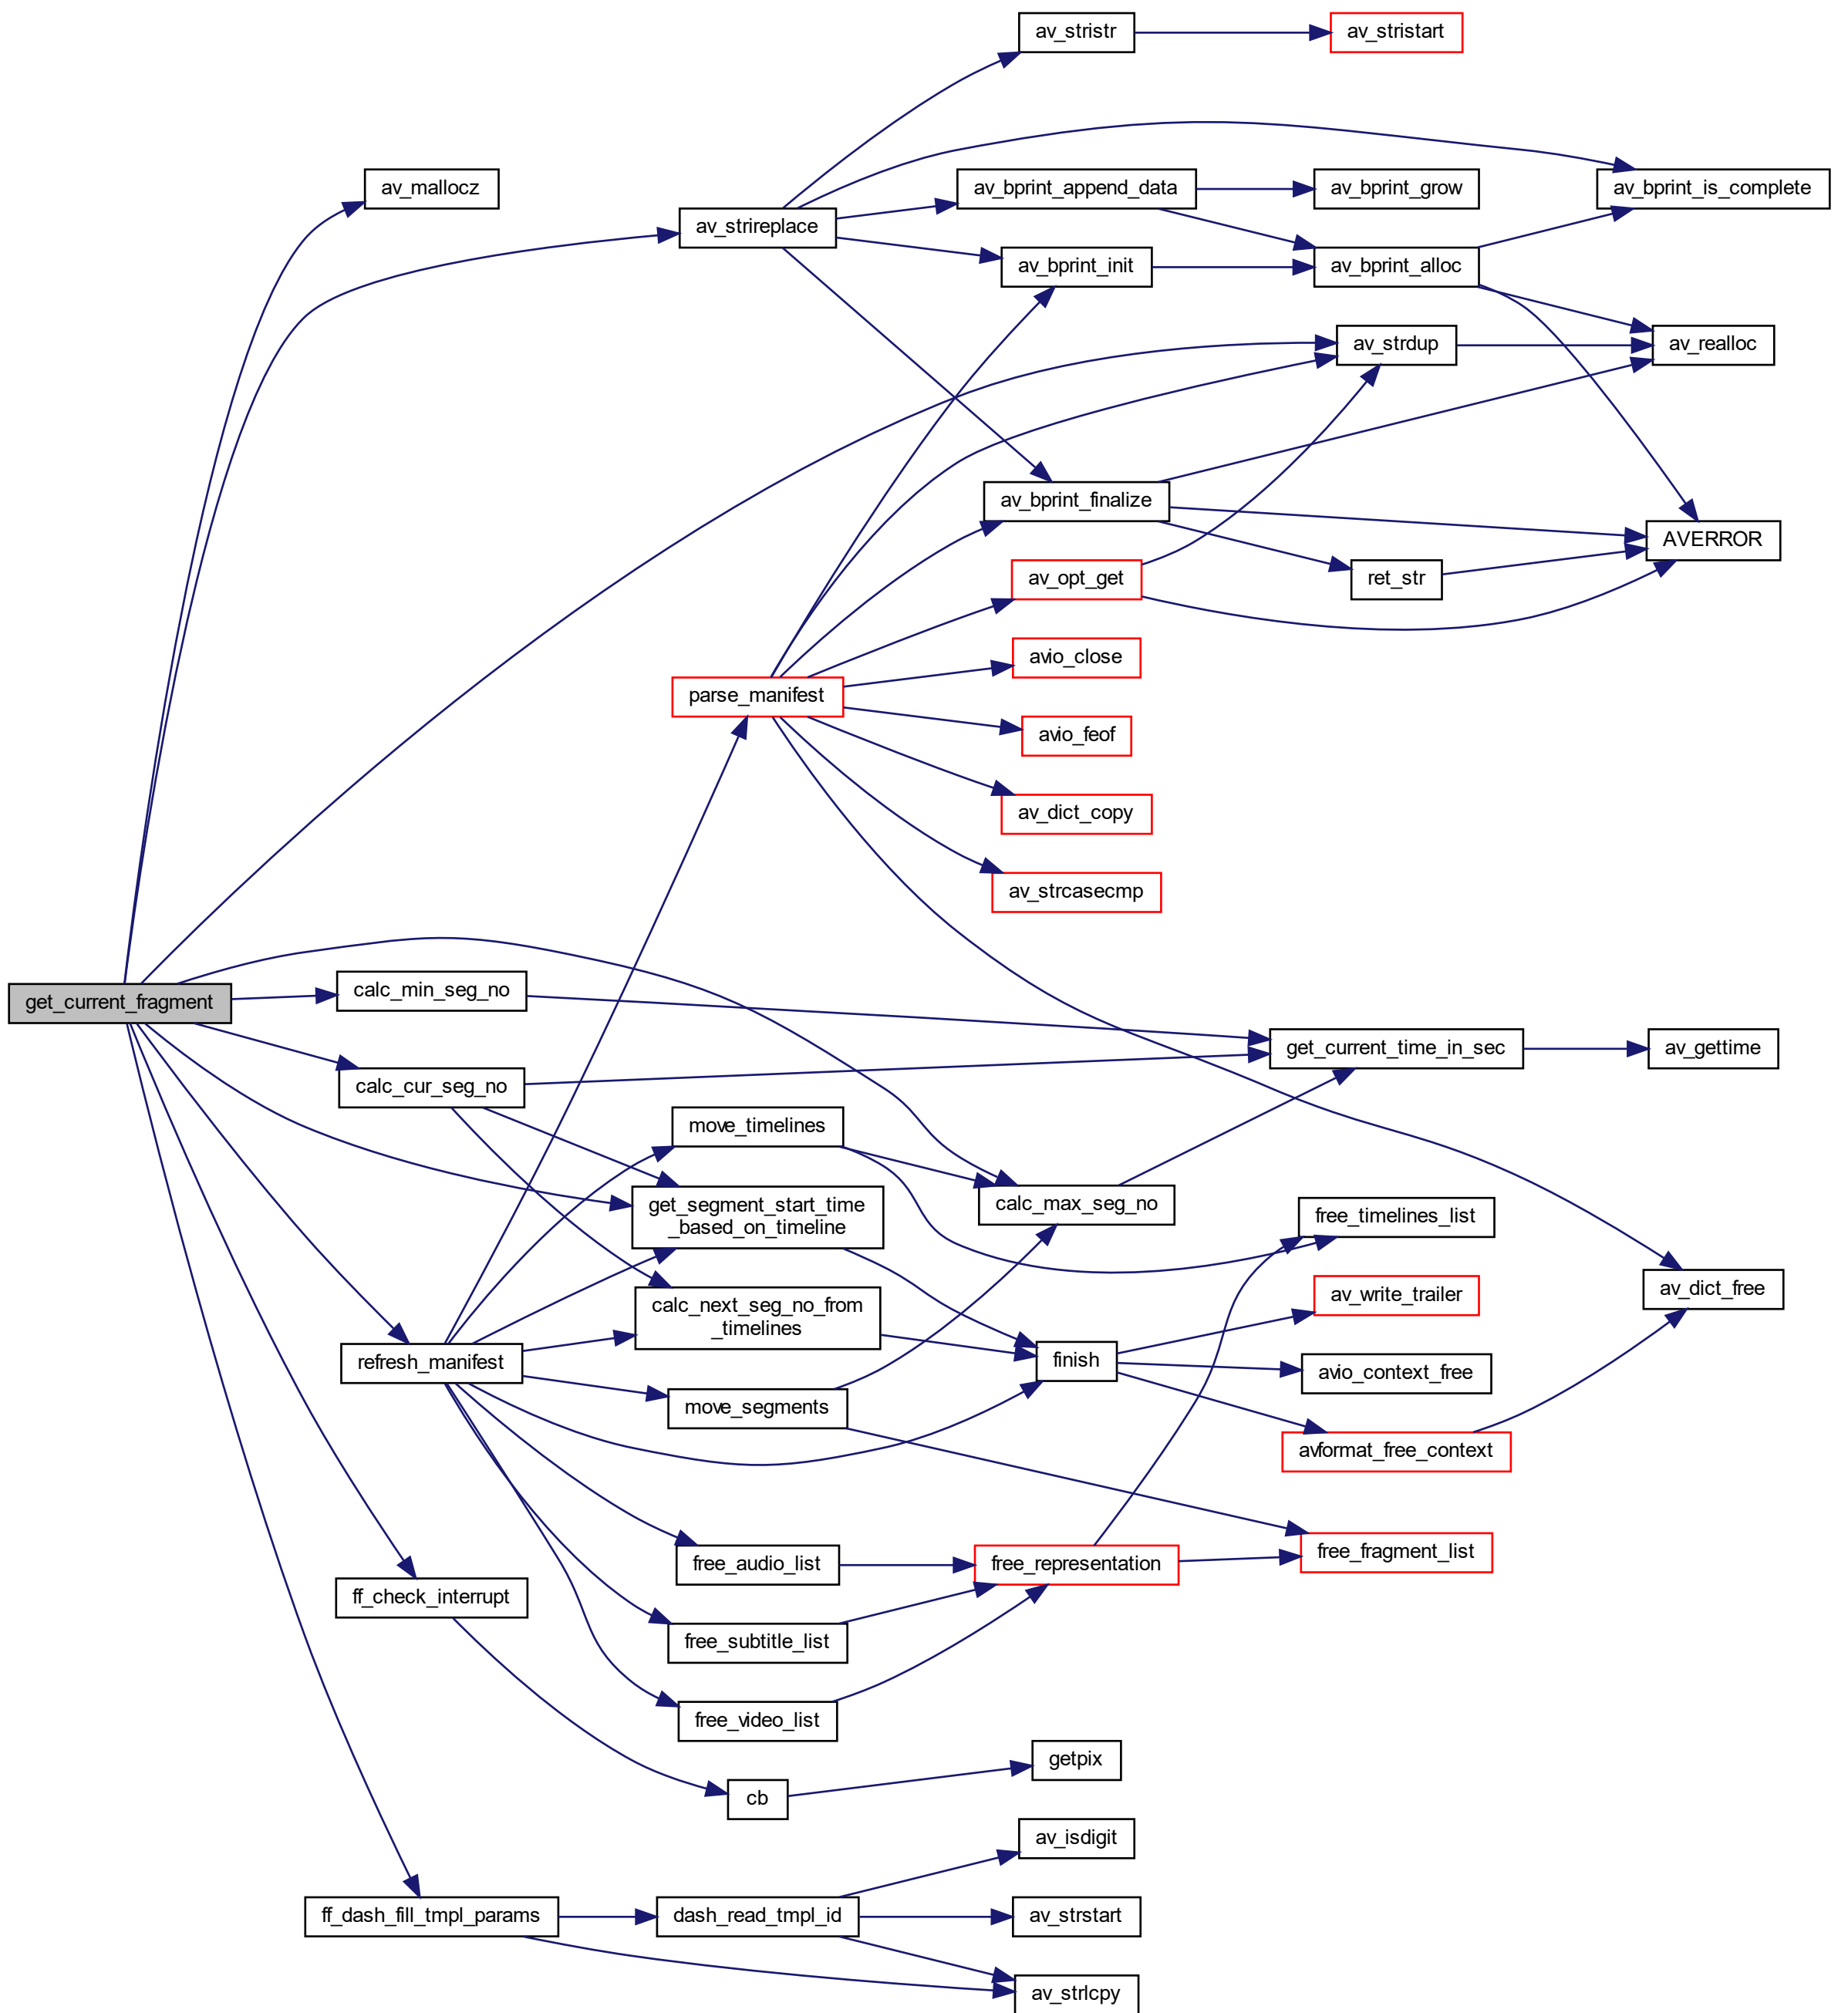 av_stristr
av_stristart
av_mallocz
av_strireplace
av_bprint_append_data
av_bprint_grow
av_bprint_is_complete
av_bprint_init
av_bprint_alloc
av_strdup
av_realloc
av_bprint_finalize
AVERROR
av_opt_get
ret_str
avio_close
parse_manifest
avio_feof
av_dict_copy
av_strcasecmp
get_current_fragment
calc_min_seg_no
get_current_time_in_sec
av_gettime
calc_cur_seg_no
move_timelines
get_segment_start_time
_based_on_timeline
calc_max_seg_no
free_timelines_list
av_dict_free
calc_next_seg_no_from
_timelines
av_write_trailer
refresh_manifest
finish
avio_context_free
move_segments
avformat_free_context
free_audio_list
free_representation
free_fragment_list
ff_check_interrupt
free_subtitle_list
free_video_list
getpix
cb
av_isdigit
ff_dash_fill_tmpl_params
dash_read_tmpl_id
av_strstart
av_strlcpy